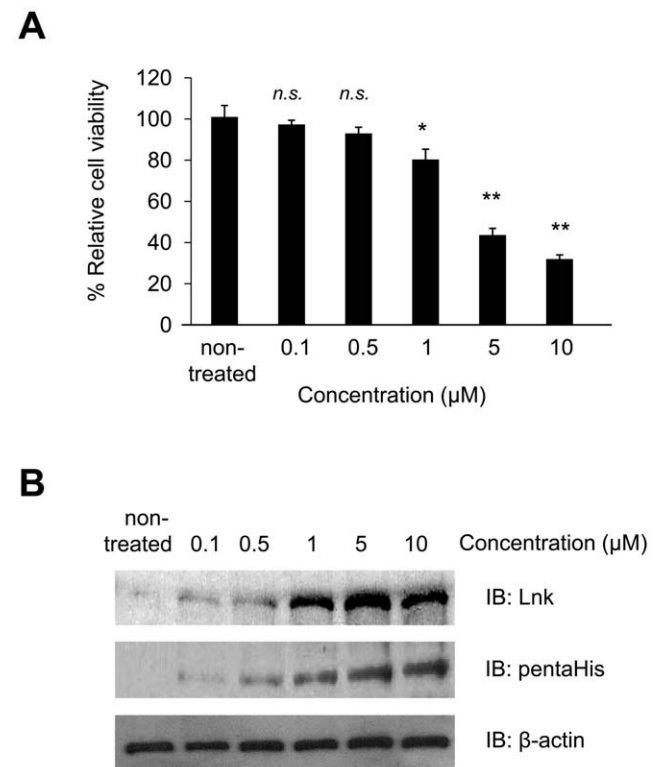 A
% Relative cell viability
120
100
80
60
40
20
0
n.s.
n.s.
*
**
**
non-
treated
0.1 0.5 1 5 10
Concentration (µM)
B
non-
treated 0.1 0.5 1 5 10 Concentration (µM)
IB: Lnk
IB: pentaHis
IB: β-actin